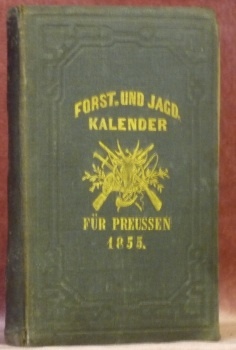 FORST- UND JAGD-
KALENDER
FÜR PREUSSEN
1855.